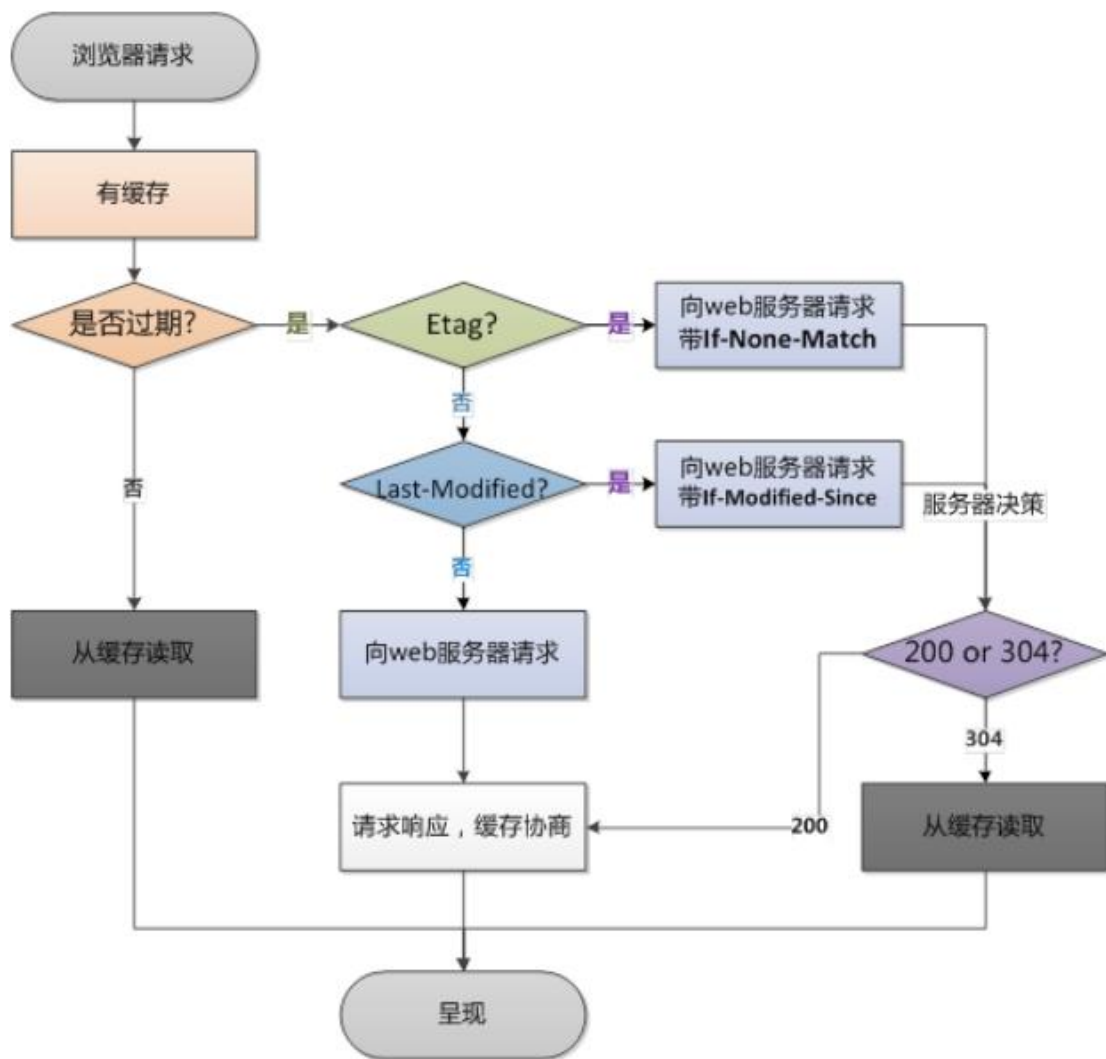 浏览器请求
有缓存
是否过期?
是
Etag?
是
向web服务器请求
带If-None-Match
否
否
Last-Modified?
是
向web服务器请求
带If-Modified-Since
服务器决策
否
从缓存读取
向web服务器请求
200 or 304?
304
请求响应，缓存协商
200
从缓存读取
呈现